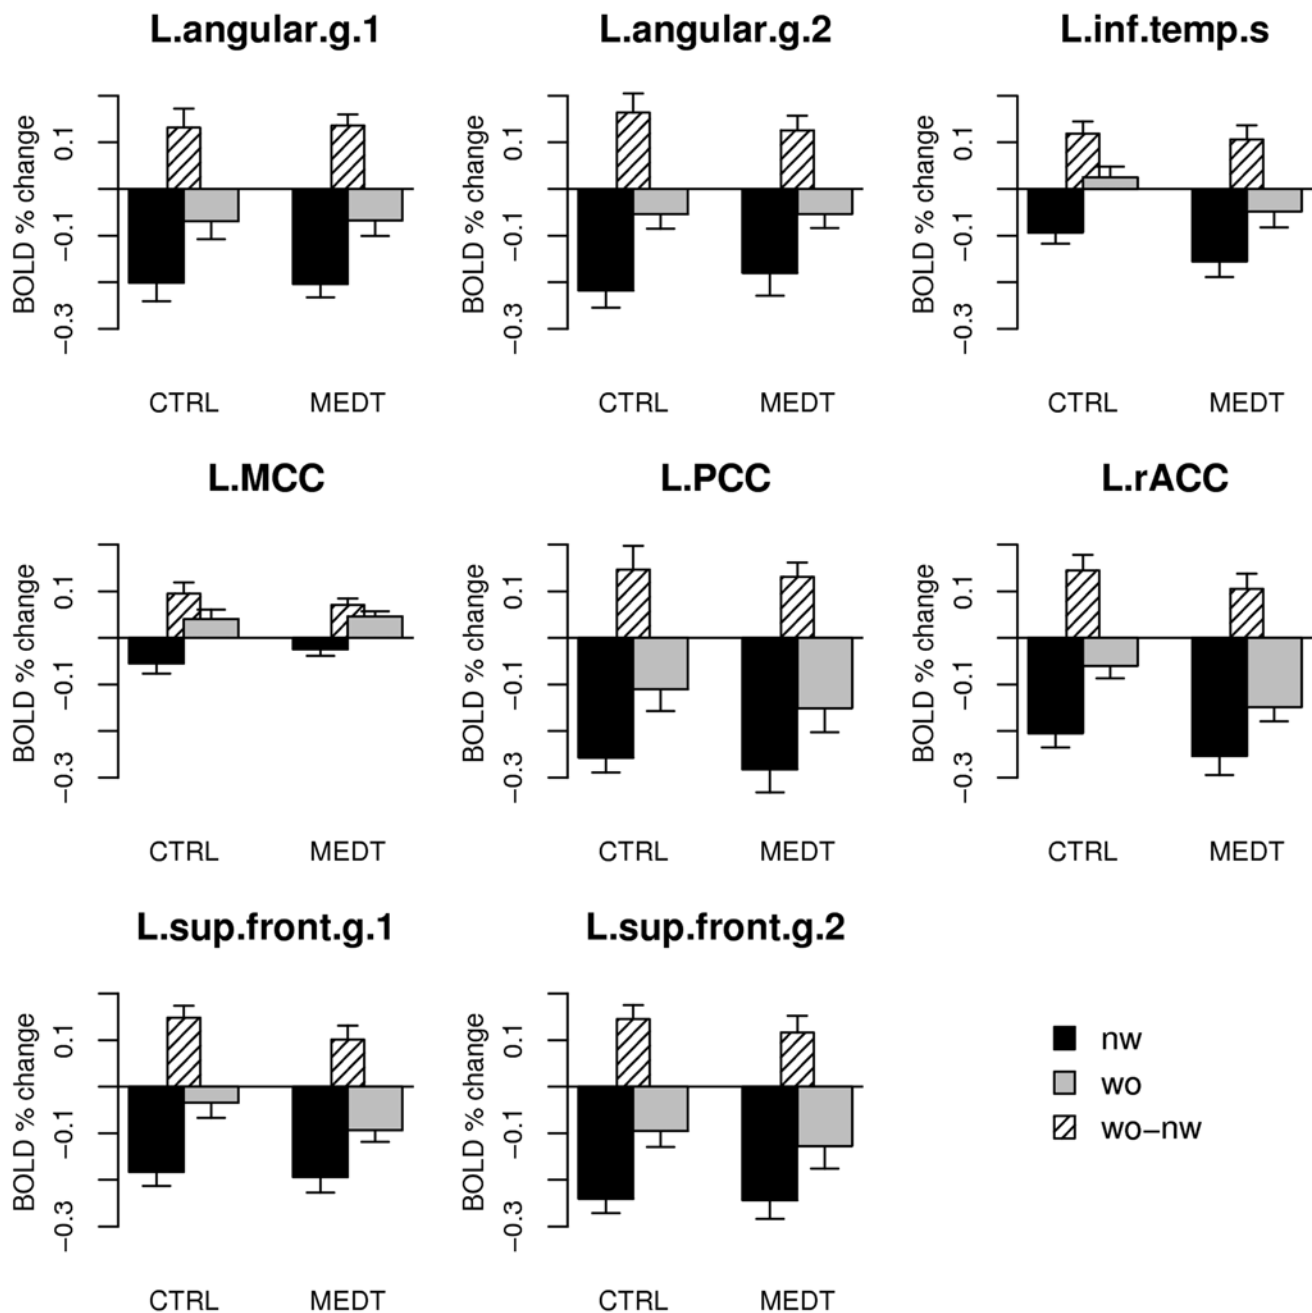 L.angular.g.1
L.angular.g.2
L.inf.temp.s
BOLD % change
0.1
−0.1
−0.3
CTRL
MEDT
BOLD % change
0.1
−0.1
−0.3
CTRL
MEDT
BOLD % change
0.1
−0.1
−0.3
CTRL
MEDT
L.MCC
L.PCC
L.rACC
BOLD % change
0.1
−0.1
−0.3
CTRL
MEDT
BOLD % change
0.1
−0.1
−0.3
CTRL
MEDT
BOLD % change
0.1
−0.1
−0.3
CTRL
MEDT
L.sup.front.g.1
L.sup.front.g.2
BOLD % change
0.1
−0.1
−0.3
CTRL
MEDT
BOLD % change
0.1
−0.1
−0.3
CTRL
MEDT
nw
wo
wo−nw